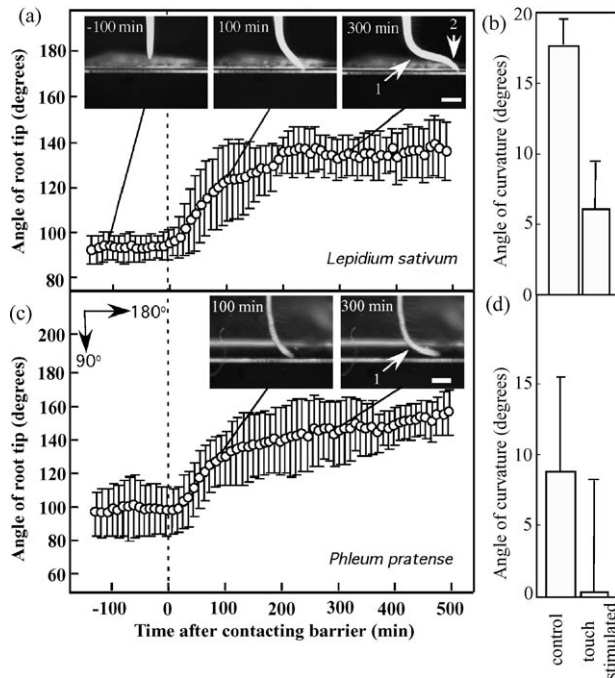 (a)
-100 min
100 min
300 min
2
1
Angle of root tip (degrees)
200
180
160
140
120
100
80
Lepidium sativum
(b)
Angle of curvature (degrees)
20
15
10
5
0
(c)
180°
90°
100 min
300 min
1
Angle of root tip (degrees)
200
180
160
140
120
100
80
60
Phleum pratense
-100
0
100
200
300
400
500
Time after contacting barrier (min)
(d)
Angle of curvature (degrees)
15
10
5
0
control
touch
stimulated